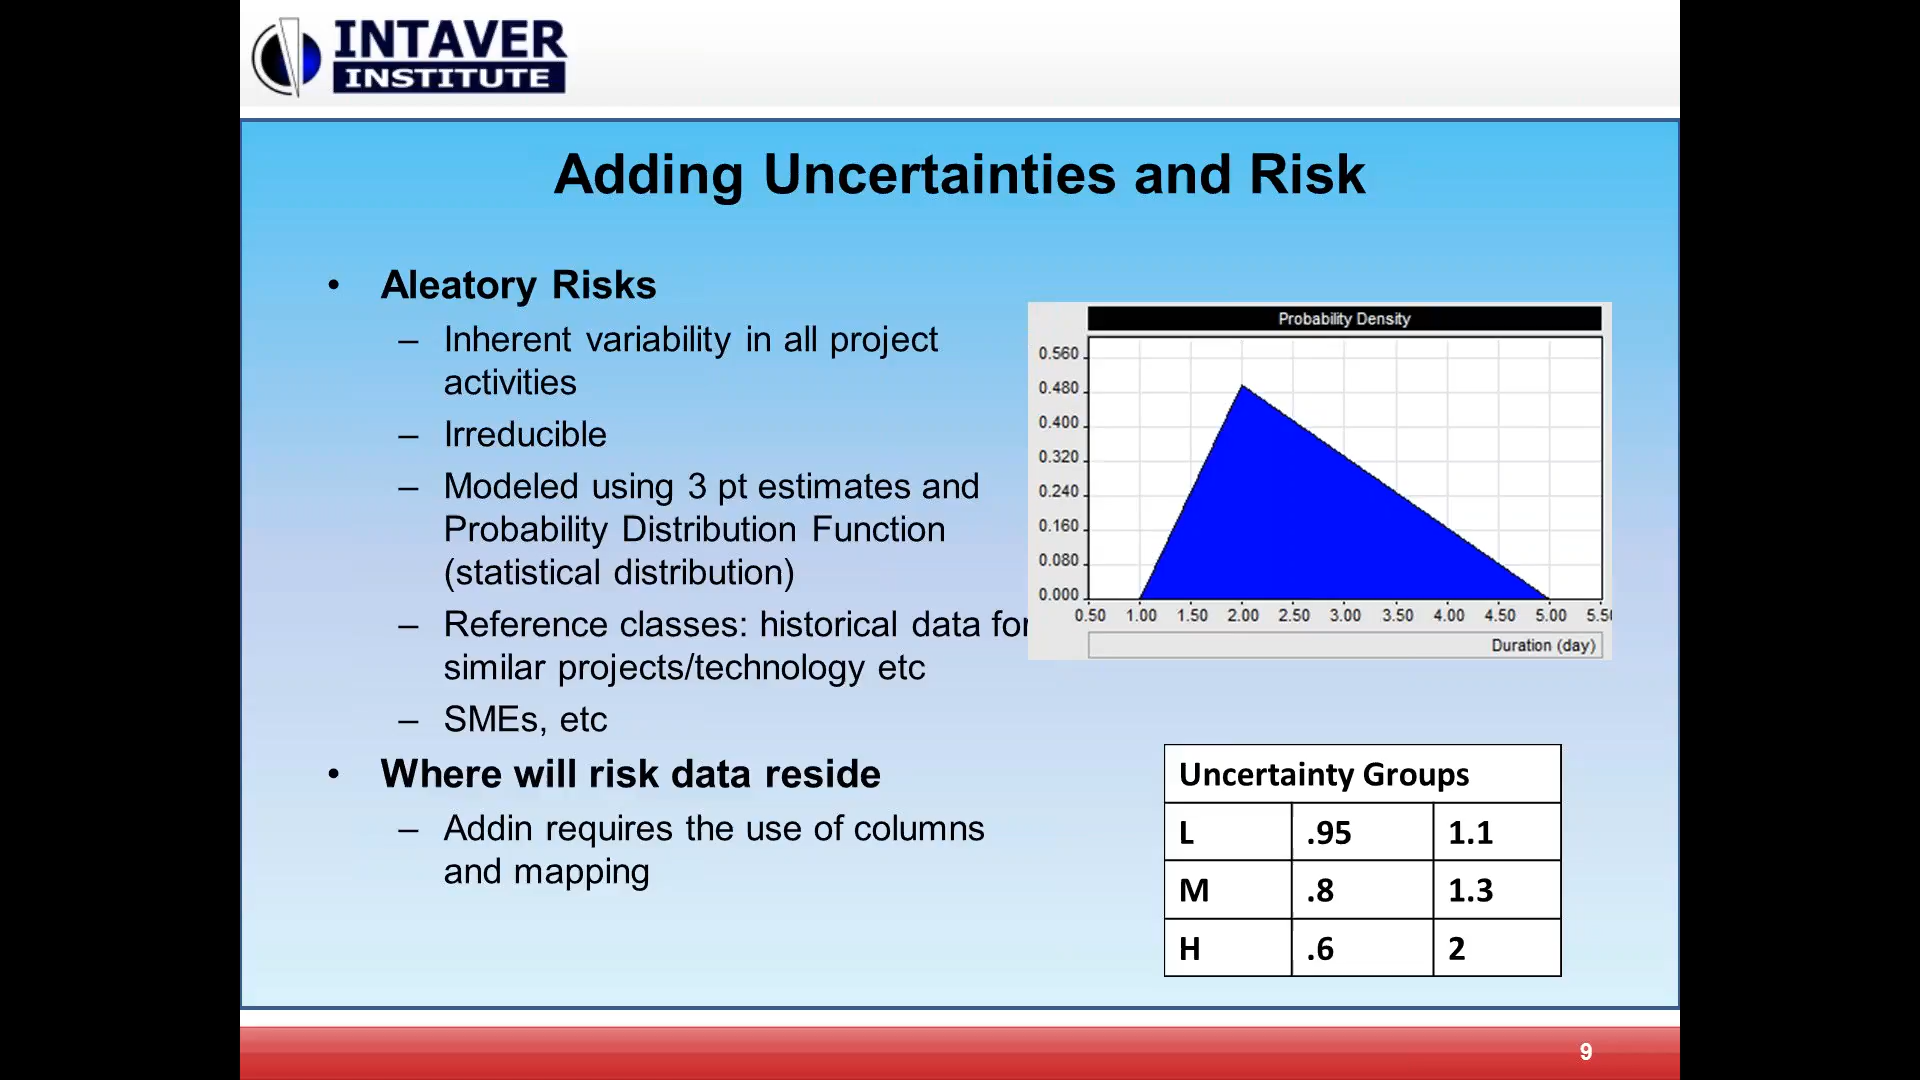 INTAVER
INSTITUTE
Adding Uncertainties and Risk
• Aleatory Risks
– Inherent variability in all project
activities
– Irreducible
– Modeled using 3 pt estimates and
Probability Distribution Function
(statistical distribution)
– Reference classes: historical data for
similar projects/technology etc
– SMEs, etc
• Where will risk data reside
– Addin requires the use of columns
and mapping
Probability Density
0.560
0.480
0.400
0.320
0.240
0.160
0.080
0.000
0.50 1.00 1.50 2.00 2.50 3.00 3.50 4.00 4.50 5.00
Duration (day)
Uncertainty Groups
L .95 1.1
M .8 1.3
H .6 2
9